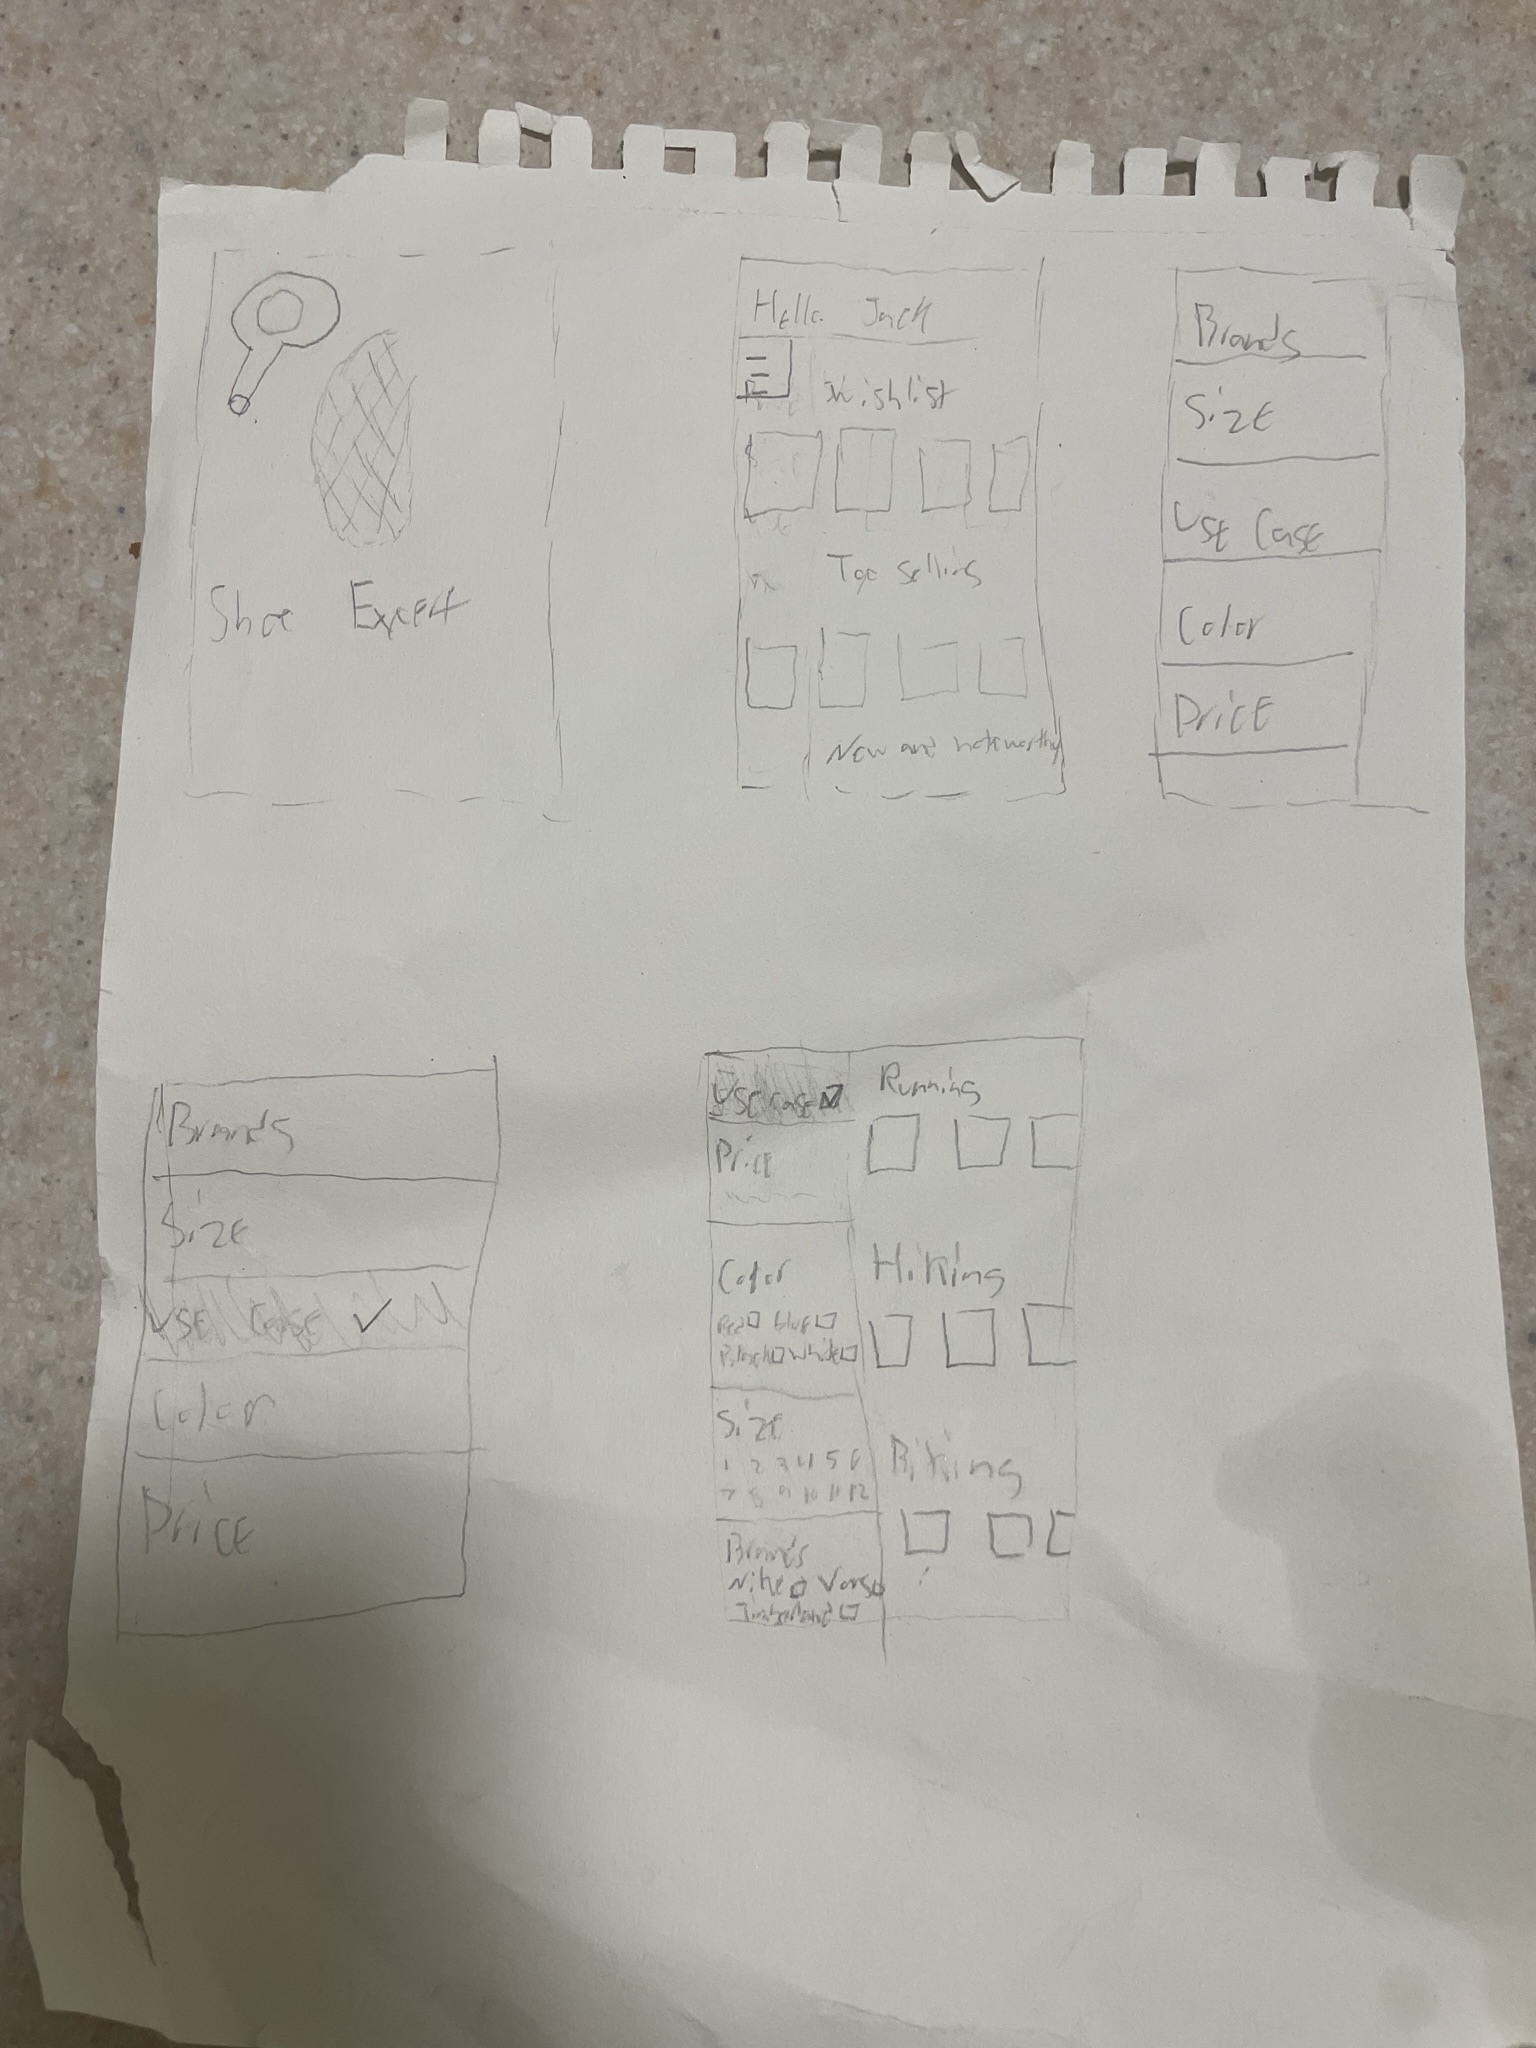 Shoe Expert
Hello Jack
Wishlist
Top selling
New and noteworthy
Brands
Size
Use Case
Color
Price
Brands
Size
Use case ✓
Color
Price
Use case
Price
Color
Red blue
Black white
Size
1 2 3 4 5 6
7 8 9 10 11 12
Brands
Nike Vans
Timberland
Running
Hiking
Biking